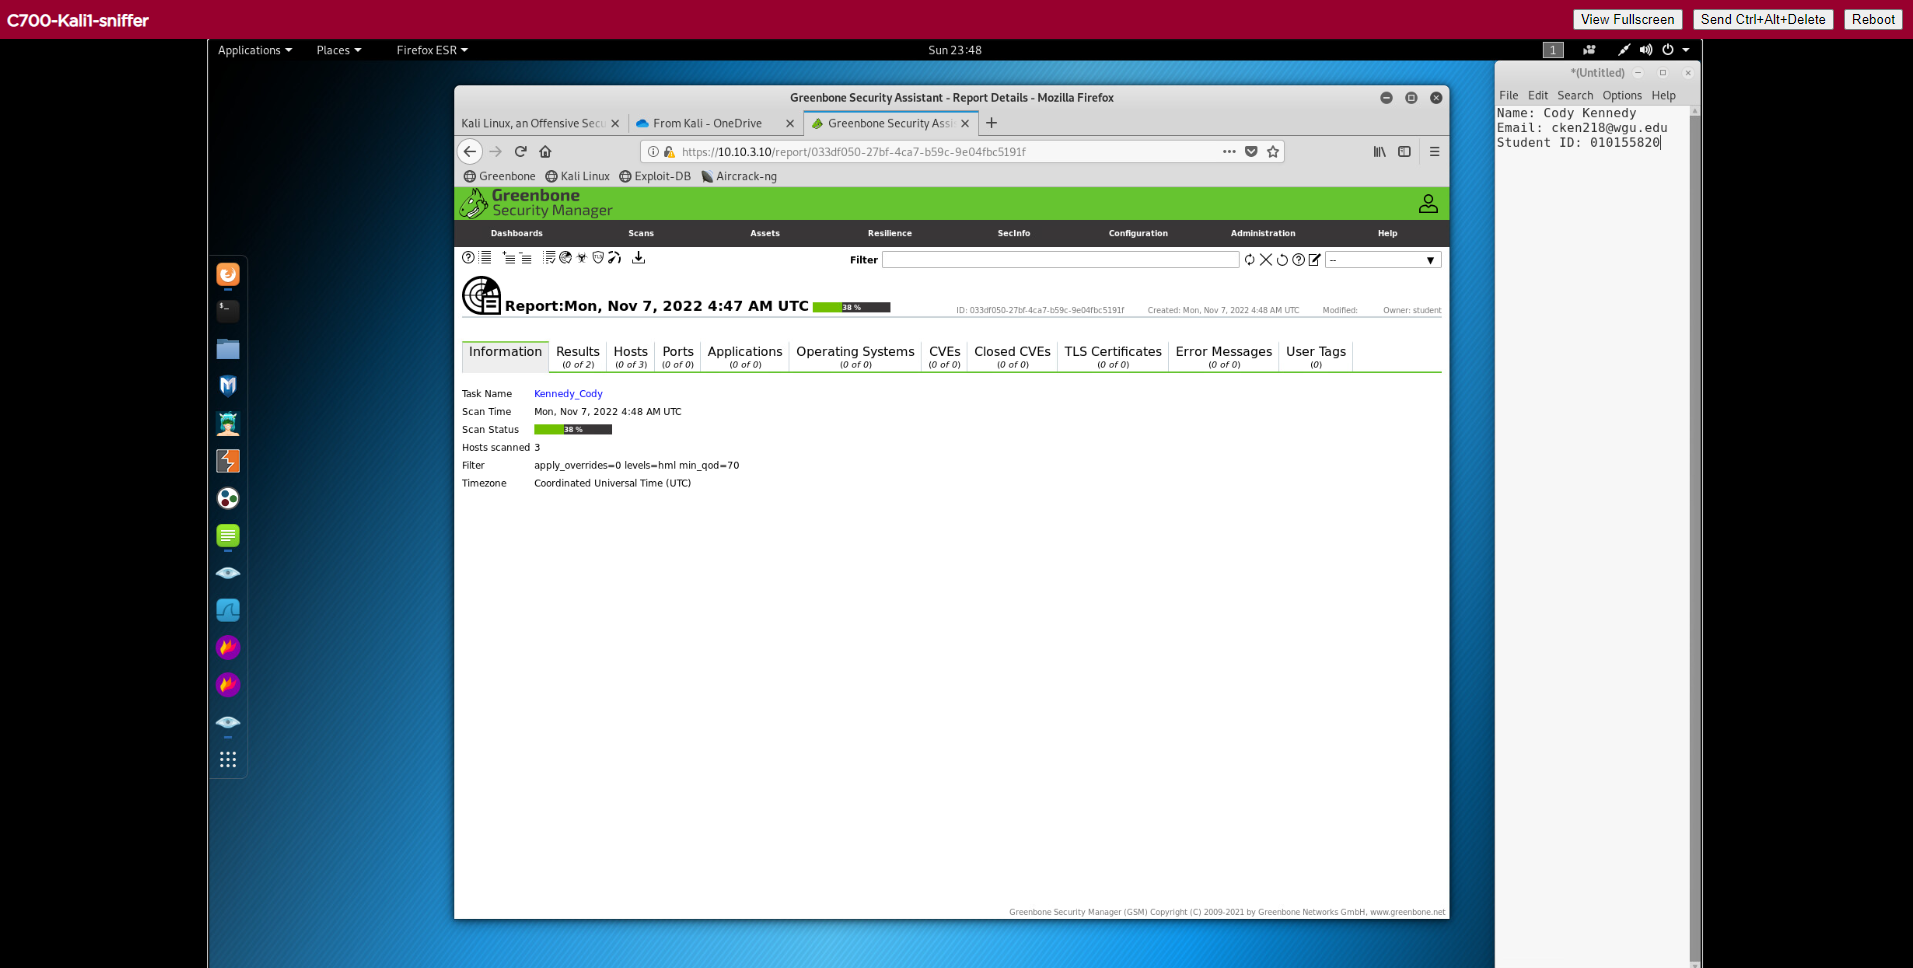 C700-Kali1-sniffer
View Fullscreen
Send Ctrl+Alt+Delete
Reboot
Applications Places Firefox ESR Sun 23:48 1
Greenbone Security Assistant - Report Details - Mozilla Firefox
Kali Linux, an Offensive Secu From Kali - OneDrive Greenbone Security Assi
https://10.10.3.10/report/033df050-27bf-4ca7-b59c-9e04fbc5191f
Greenbone Kali Linux Exploit-DB Aircrack-ng
Greenbone
Security Manager
Dashboards Scans Assets Resilience SecInfo Configuration Administration Help
Filter --
Report:Mon, Nov 7, 2022 4:47 AM UTC 38 % ID: 033df050-27bf-4ca7-b59c-9e04fbc5191f Created: Mon, Nov 7, 2022 4:48 AM UTC Modified: Owner: student
Information Results Hosts Ports Applications Operating Systems CVEs Closed CVEs TLS Certificates Error Messages User Tags
(0 of 2) (0 of 3) (0 of 0) (0 of 0) (0 of 0) (0 of 0) (0 of 0) (0 of 0) (0 of 0) (0)
Task Name Kennedy_Cody
Scan Time Mon, Nov 7, 2022 4:48 AM UTC
Scan Status 38 %
Hosts scanned 3
Filter apply_overrides=0 levels=hml min_qod=70
Timezone Coordinated Universal Time (UTC)
Greenbone Security Manager (GSM) Copyright (C) 2009-2021 by Greenbone Networks GmbH, www.greenbone.net
*(Untitled)
File Edit Search Options Help
Name: Cody Kennedy
Email: cken218@wgu.edu
Student ID: 010155820